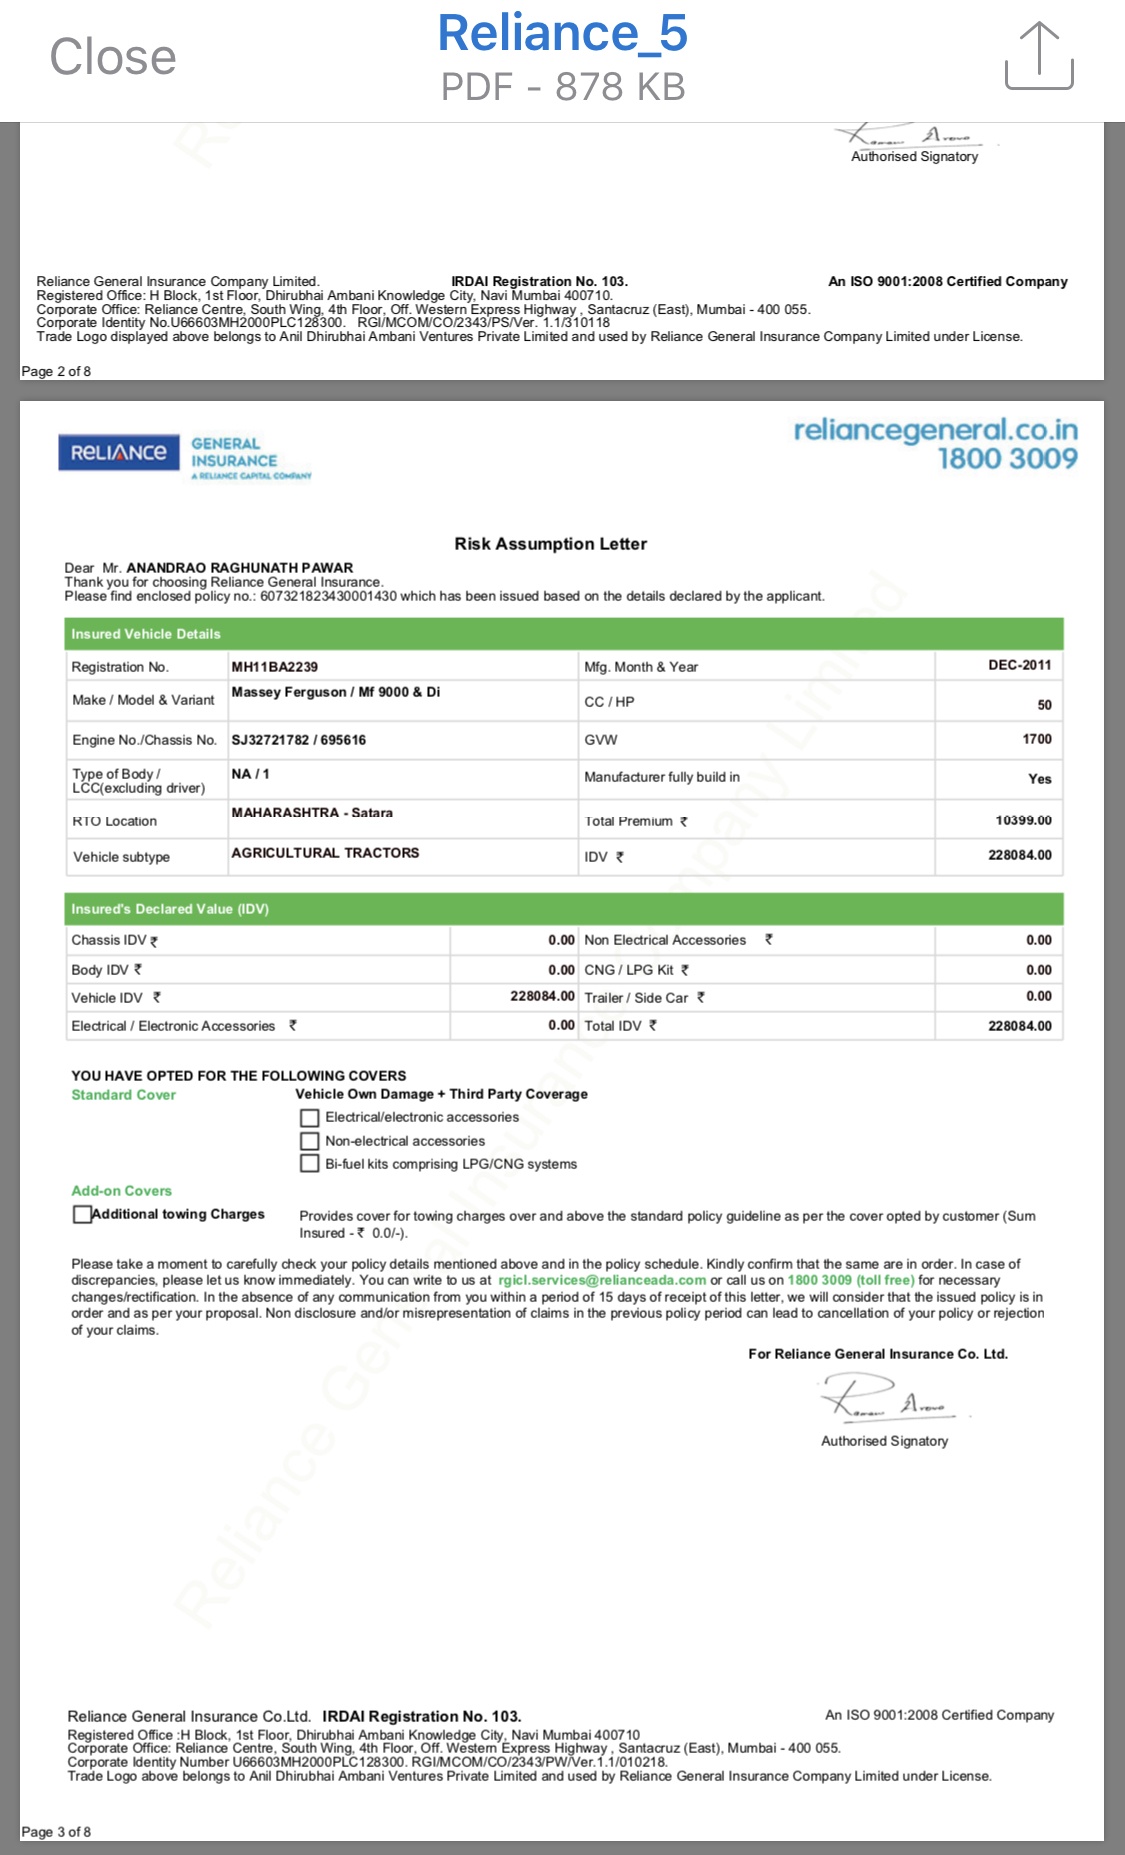 Close
Reliance_5
PDF - 878 KB
Authorised Signatory
Reliance General Insurance Company Limited. IRDAI Registration No. 103. An ISO 9001:2008 Certified Company
Registered Office: H Block, 1st Floor, Dhirubhai Ambani Knowledge City, Navi Mumbai 400710.
Corporate Office: Reliance Centre, South Wing, 4th Floor, Off. Western Express Highway , Santacruz (East), Mumbai - 400 055.
Corporate Identity No.U66603MH2000PLC128300. RGI/MCOM/CO/2343/PS/Ver. 1.1/310118
Trade Logo displayed above belongs to Anil Dhirubhai Ambani Ventures Private Limited and used by Reliance General Insurance Company Limited under License.
Page 2 of 8
RELIANCE GENERAL INSURANCE
A RELIANCE CAPITAL COMPANY
reliancegeneral.co.in
1800 3009
Risk Assumption Letter
Dear Mr. ANANDRAO RAGHUNATH PAWAR
Thank you for choosing Reliance General Insurance.
Please find enclosed policy no.: 607321823430001430 which has been issued based on the details declared by the applicant.
Insured Vehicle Details
Registration No. MH11BA2239 Mfg. Month & Year DEC-2011
Make / Model & Variant Massey Ferguson / Mf 9000 & Di CC / HP 50
Engine No./Chassis No. SJ32721782 / 695616 GVW 1700
Type of Body / LCC(excluding driver) NA / 1 Manufacturer fully build in Yes
RTO Location MAHARASHTRA - Satara Total Premium ₹ 10399.00
Vehicle subtype AGRICULTURAL TRACTORS IDV ₹ 228084.00
Insured's Declared Value (IDV)
Chassis IDV ₹ 0.00 Non Electrical Accessories ₹ 0.00
Body IDV ₹ 0.00 CNG / LPG Kit ₹ 0.00
Vehicle IDV ₹ 228084.00 Trailer / Side Car ₹ 0.00
Electrical / Electronic Accessories ₹ 0.00 Total IDV ₹ 228084.00
YOU HAVE OPTED FOR THE FOLLOWING COVERS
Standard Cover Vehicle Own Damage + Third Party Coverage
Electrical/electronic accessories
Non-electrical accessories
Bi-fuel kits comprising LPG/CNG systems
Add-on Covers
Additional towing Charges Provides cover for towing charges over and above the standard policy guideline as per the cover opted by customer (Sum
Insured - ₹ 0.0/-).
Please take a moment to carefully check your policy details mentioned above and in the policy schedule. Kindly confirm that the same are in order. In case of
discrepancies, please let us know immediately. You can write to us at rgicl.services@relianceada.com or call us on 1800 3009 (toll free) for necessary
changes/rectification. In the absence of any communication from you within a period of 15 days of receipt of this letter, we will consider that the issued policy is in
order and as per your proposal. Non disclosure and/or misrepresentation of claims in the previous policy period can lead to cancellation of your policy or rejection
of your claims.
For Reliance General Insurance Co. Ltd.
Authorised Signatory
Reliance General Insurance Co.Ltd. IRDAI Registration No. 103. An ISO 9001:2008 Certified Company
Registered Office :H Block, 1st Floor, Dhirubhai Ambani Knowledge City, Navi Mumbai 400710
Corporate Office: Reliance Centre, South Wing, 4th Floor, Off. Western Express Highway , Santacruz (East), Mumbai - 400 055.
Corporate Identity Number U66603MH2000PLC128300. RGI/MCOM/CO/2343/PW/Ver.1.1/010218.
Trade Logo above belongs to Anil Dhirubhai Ambani Ventures Private Limited and used by Reliance General Insurance Company Limited under License.
Page 3 of 8